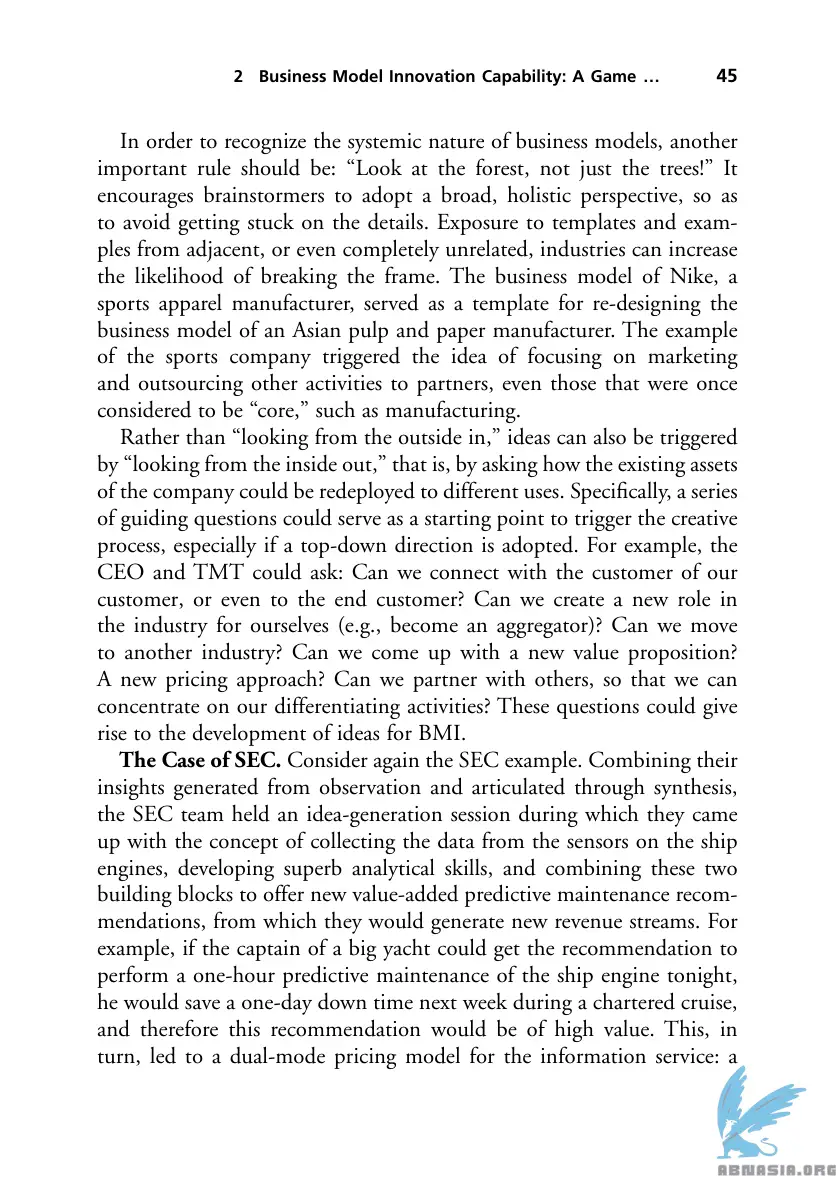 2 Business Model Innovation Capability: A Game … 45
In order to recognize the systemic nature of business models, another
important rule should be: “Look at the forest, not just the trees!” It
encourages brainstormers to adopt a broad, holistic perspective, so as
to avoid getting stuck on the details. Exposure to templates and exam-
ples from adjacent, or even completely unrelated, industries can increase
the likelihood of breaking the frame. The business model of Nike, a
sports apparel manufacturer, served as a template for re-designing the
business model of an Asian pulp and paper manufacturer. The example
of the sports company triggered the idea of focusing on marketing
and outsourcing other activities to partners, even those that were once
considered to be “core,” such as manufacturing.
Rather than “looking from the outside in,” ideas can also be triggered
by “looking from the inside out,” that is, by asking how the existing assets
of the company could be redeployed to different uses. Specifically, a series
of guiding questions could serve as a starting point to trigger the creative
process, especially if a top-down direction is adopted. For example, the
CEO and TMT could ask: Can we connect with the customer of our
customer, or even to the end customer? Can we create a new role in
the industry for ourselves (e.g., become an aggregator)? Can we move
to another industry? Can we come up with a new value proposition?
A new pricing approach? Can we partner with others, so that we can
concentrate on our differentiating activities? These questions could give
rise to the development of ideas for BMI.
The Case of SEC. Consider again the SEC example. Combining their
insights generated from observation and articulated through synthesis,
the SEC team held an idea-generation session during which they came
up with the concept of collecting the data from the sensors on the ship
engines, developing superb analytical skills, and combining these two
building blocks to offer new value-added predictive maintenance recom-
mendations, from which they would generate new revenue streams. For
example, if the captain of a big yacht could get the recommendation to
perform a one-hour predictive maintenance of the ship engine tonight,
he would save a one-day down time next week during a chartered cruise,
and therefore this recommendation would be of high value. This, in
turn, led to a dual-mode pricing model for the information service: a
ABNASIA.ORG